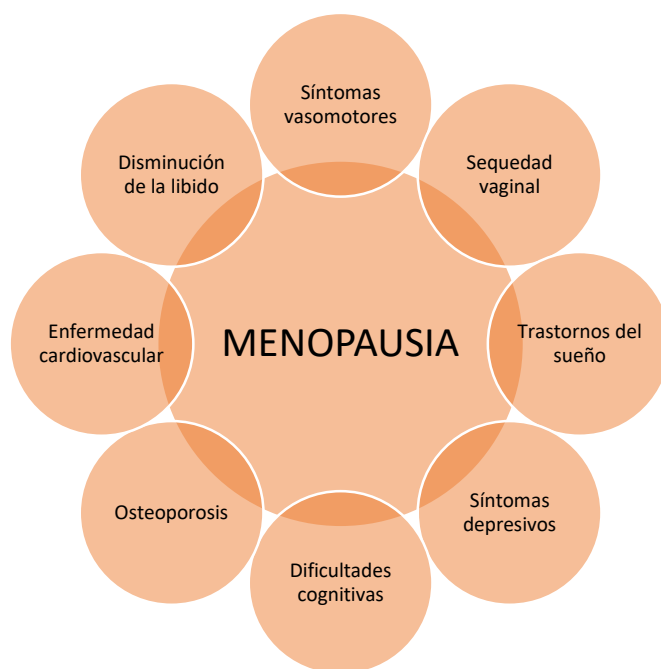 Síntomas
vasomotores
Sequedad
vaginal
Trastornos del
sueño
Síntomas
depresivos
Dificultades
cognitivas
Osteoporosis
Enfermedad
cardiovascular
Disminución
de la libido
MENOPAUSIA